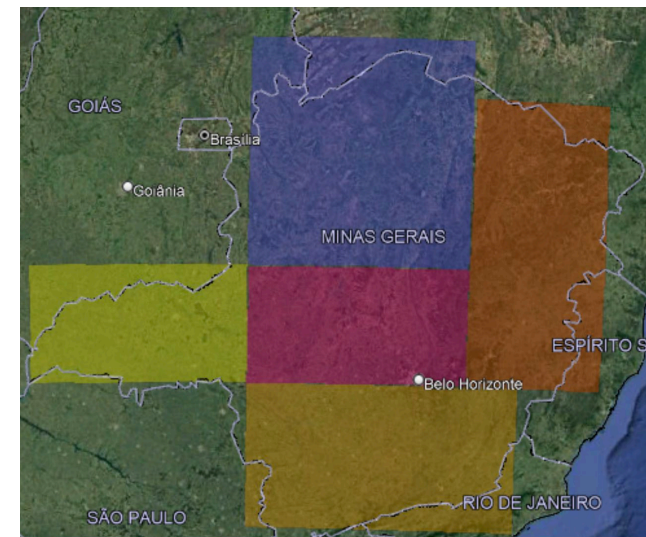 GOIÁS
Brasília
Goiânia
MINAS GERAIS
ESPÍRITO S
Belo Horizonte
RIO DE JANEIRO
SÃO PAULO